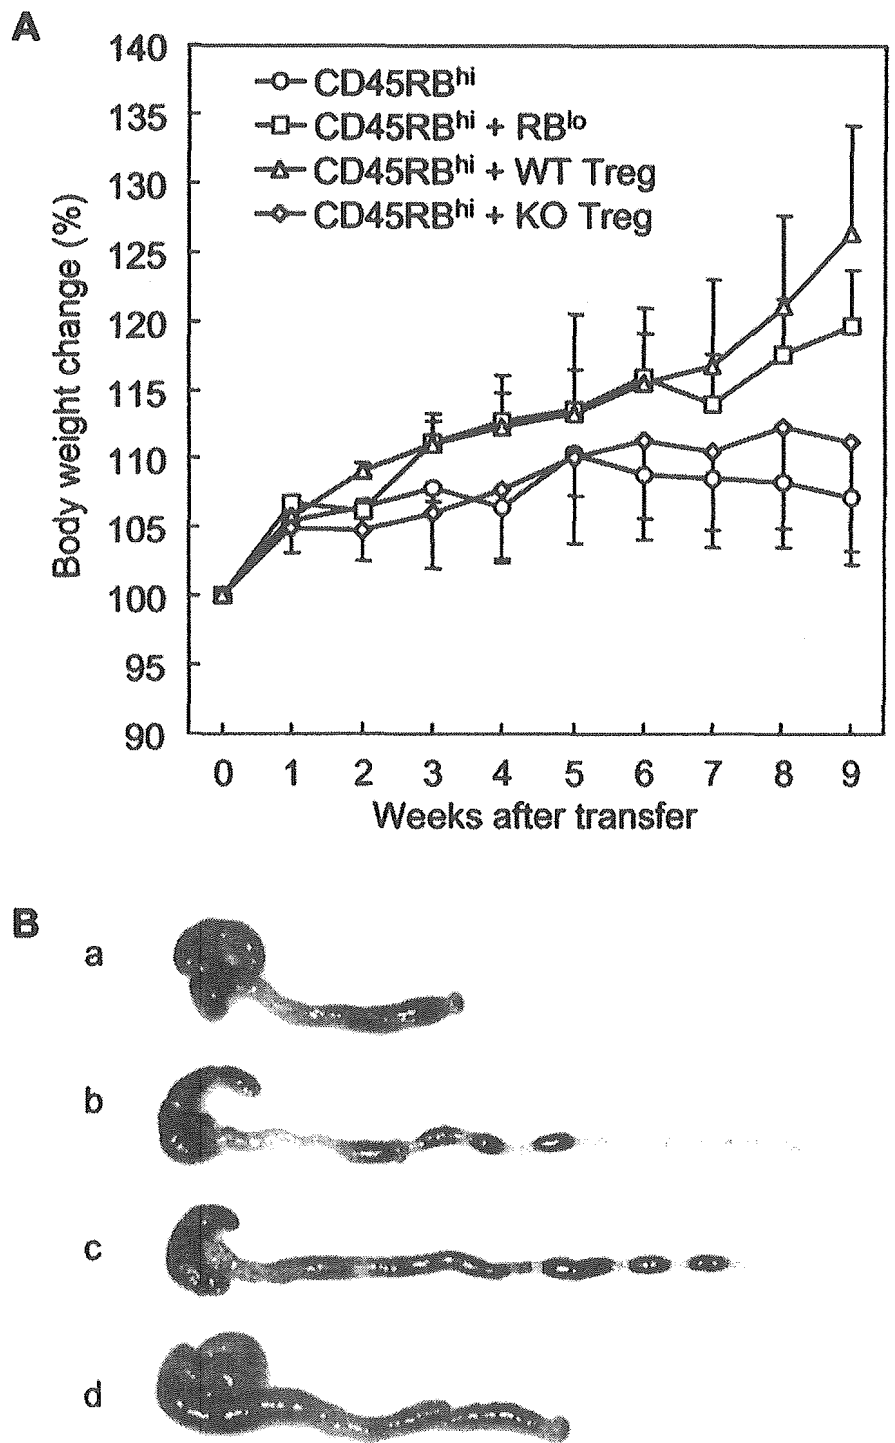 A
140
135
130
125
120
115
110
105
100
95
90
Body weight change (%)
CD45RBhi
CD45RBhi + RBlo
CD45RBhi + WT Treg
CD45RBhi + KO Treg
0 1 2 3 4 5 6 7 8 9
Weeks after transfer
B
a
b
c
d